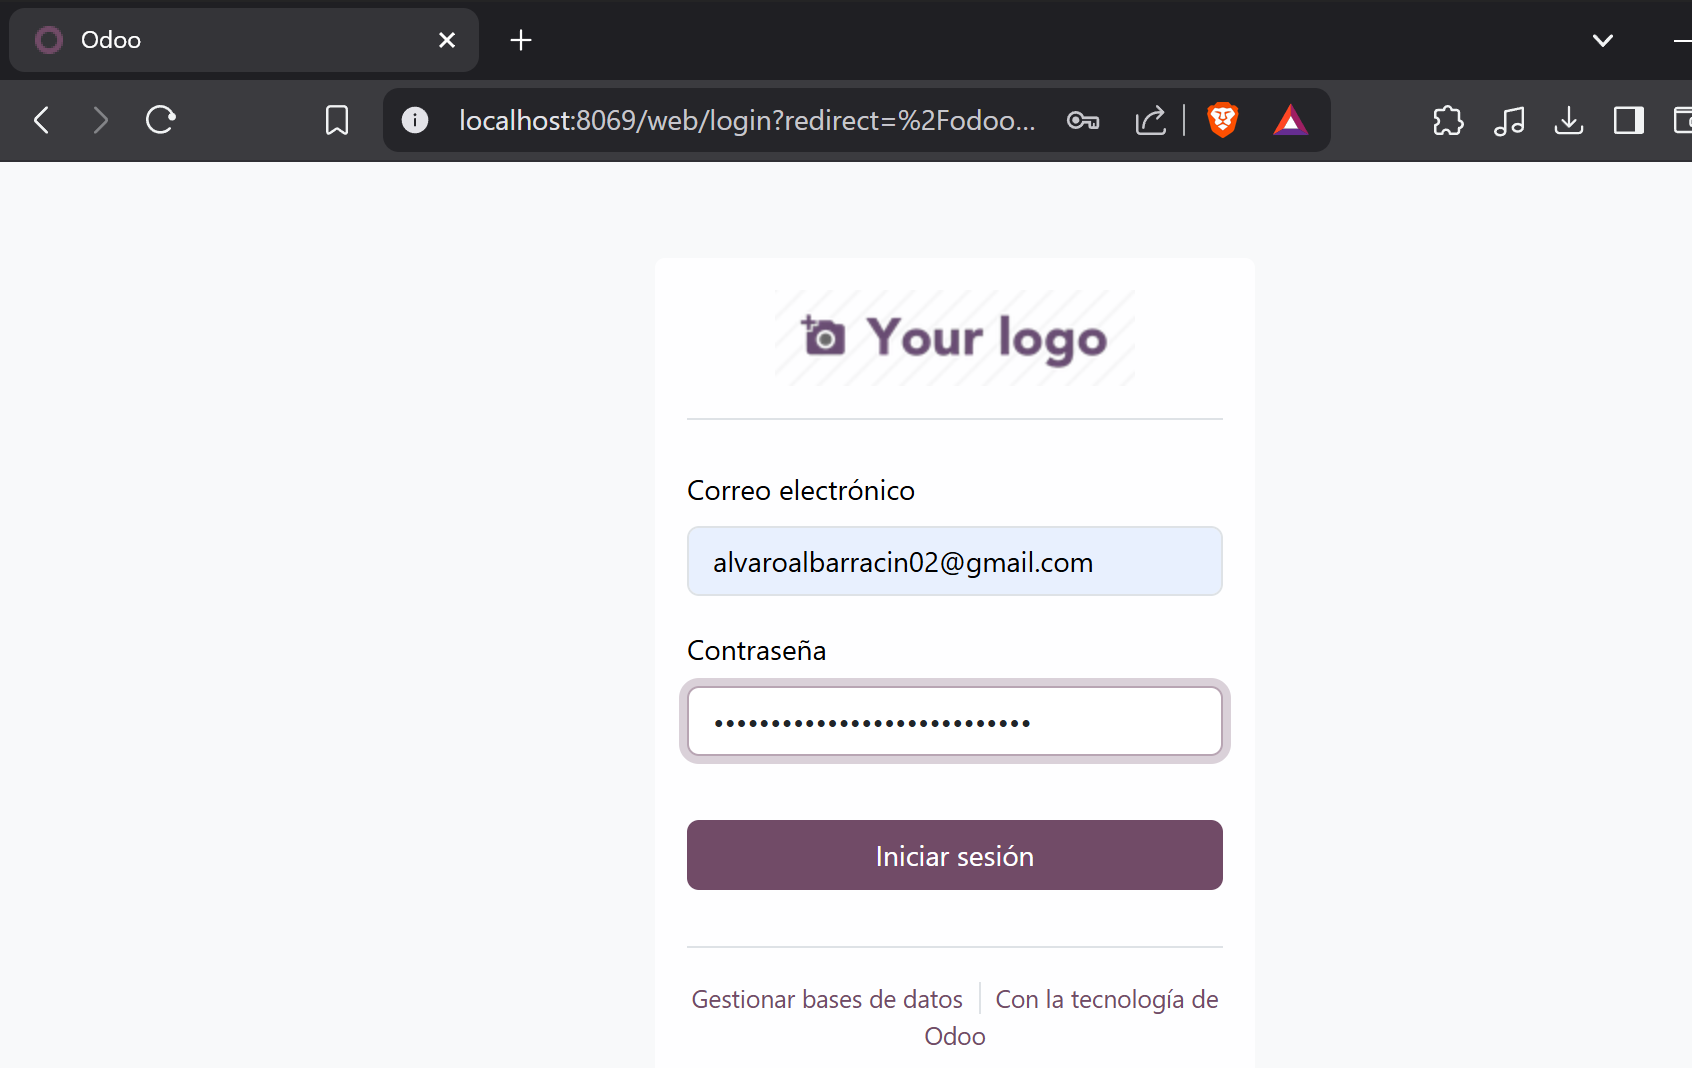 Odoo
localhost:8069/web/login?redirect=%2Fodoo...
Your logo
Correo electrónico
alvaroalbarracin02@gmail.com
Contraseña
••••••••••••••••••••••••••••
Iniciar sesión
Gestionar bases de datos | Con la tecnología de
Odoo